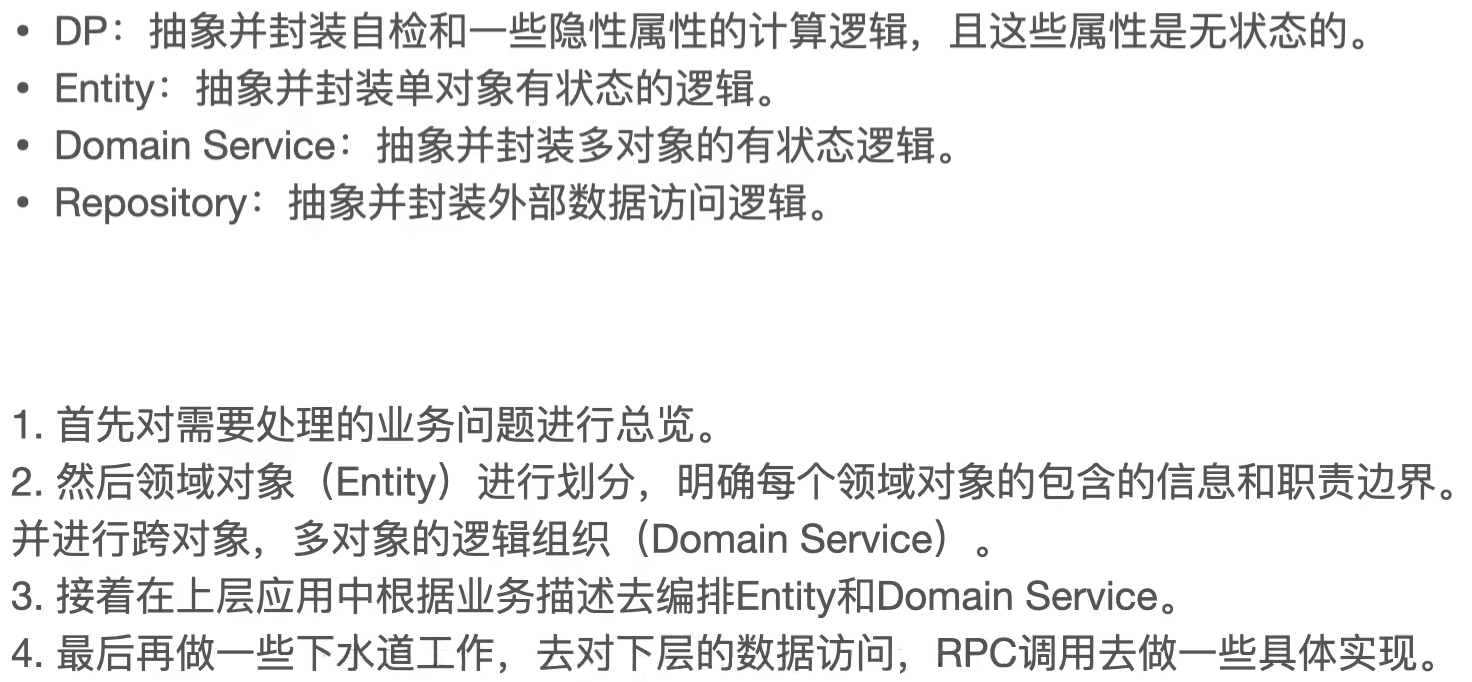 • DP：抽象并封装自检和一些隐性属性的计算逻辑，且这些属性是无状态的。
• Entity：抽象并封装单对象有状态的逻辑。
• Domain Service：抽象并封装多对象的有状态逻辑。
• Repository：抽象并封装外部数据访问逻辑。
1. 首先对需要处理的业务问题进行总览。
2. 然后领域对象（Entity）进行划分，明确每个领域对象的包含的信息和职责边界。
并进行跨对象，多对象的逻辑组织（Domain Service）。
3. 接着在上层应用中根据业务描述去编排Entity和Domain Service。
4. 最后再做一些下水道工作，去对下层的数据访问，RPC调用去做一些具体实现。